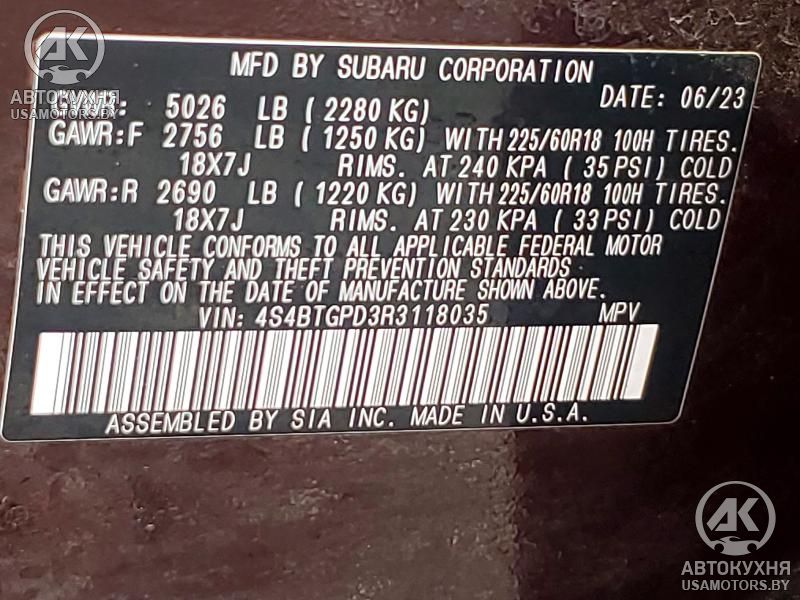 MFD BY SUBARU CORPORATION
DATE: 06/23
GVWR: 5026 LB ( 2280 KG)
GAWR:F 2756 LB ( 1250 KG) WITH 225/60R18 100H TIRES.
18X7J RIMS. AT 240 KPA ( 35 PSI) COLD
GAWR:R 2690 LB ( 1220 KG) WITH 225/60R18 100H TIRES.
18X7J RIMS. AT 230 KPA ( 33 PSI) COLD
THIS VEHICLE CONFORMS TO ALL APPLICABLE FEDERAL MOTOR
VEHICLE SAFETY AND THEFT PREVENTION STANDARDS
IN EFFECT ON THE DATE OF MANUFACTURE SHOWN ABOVE.
VIN: 4S4BTGPD3R3118035 MPV
ASSEMBLED BY SIA INC. MADE IN U.S.A.
АК
АВТОКУХНЯ
USAMOTORS.BY
АК
АВТОКУХНЯ
USAMOTORS.BY